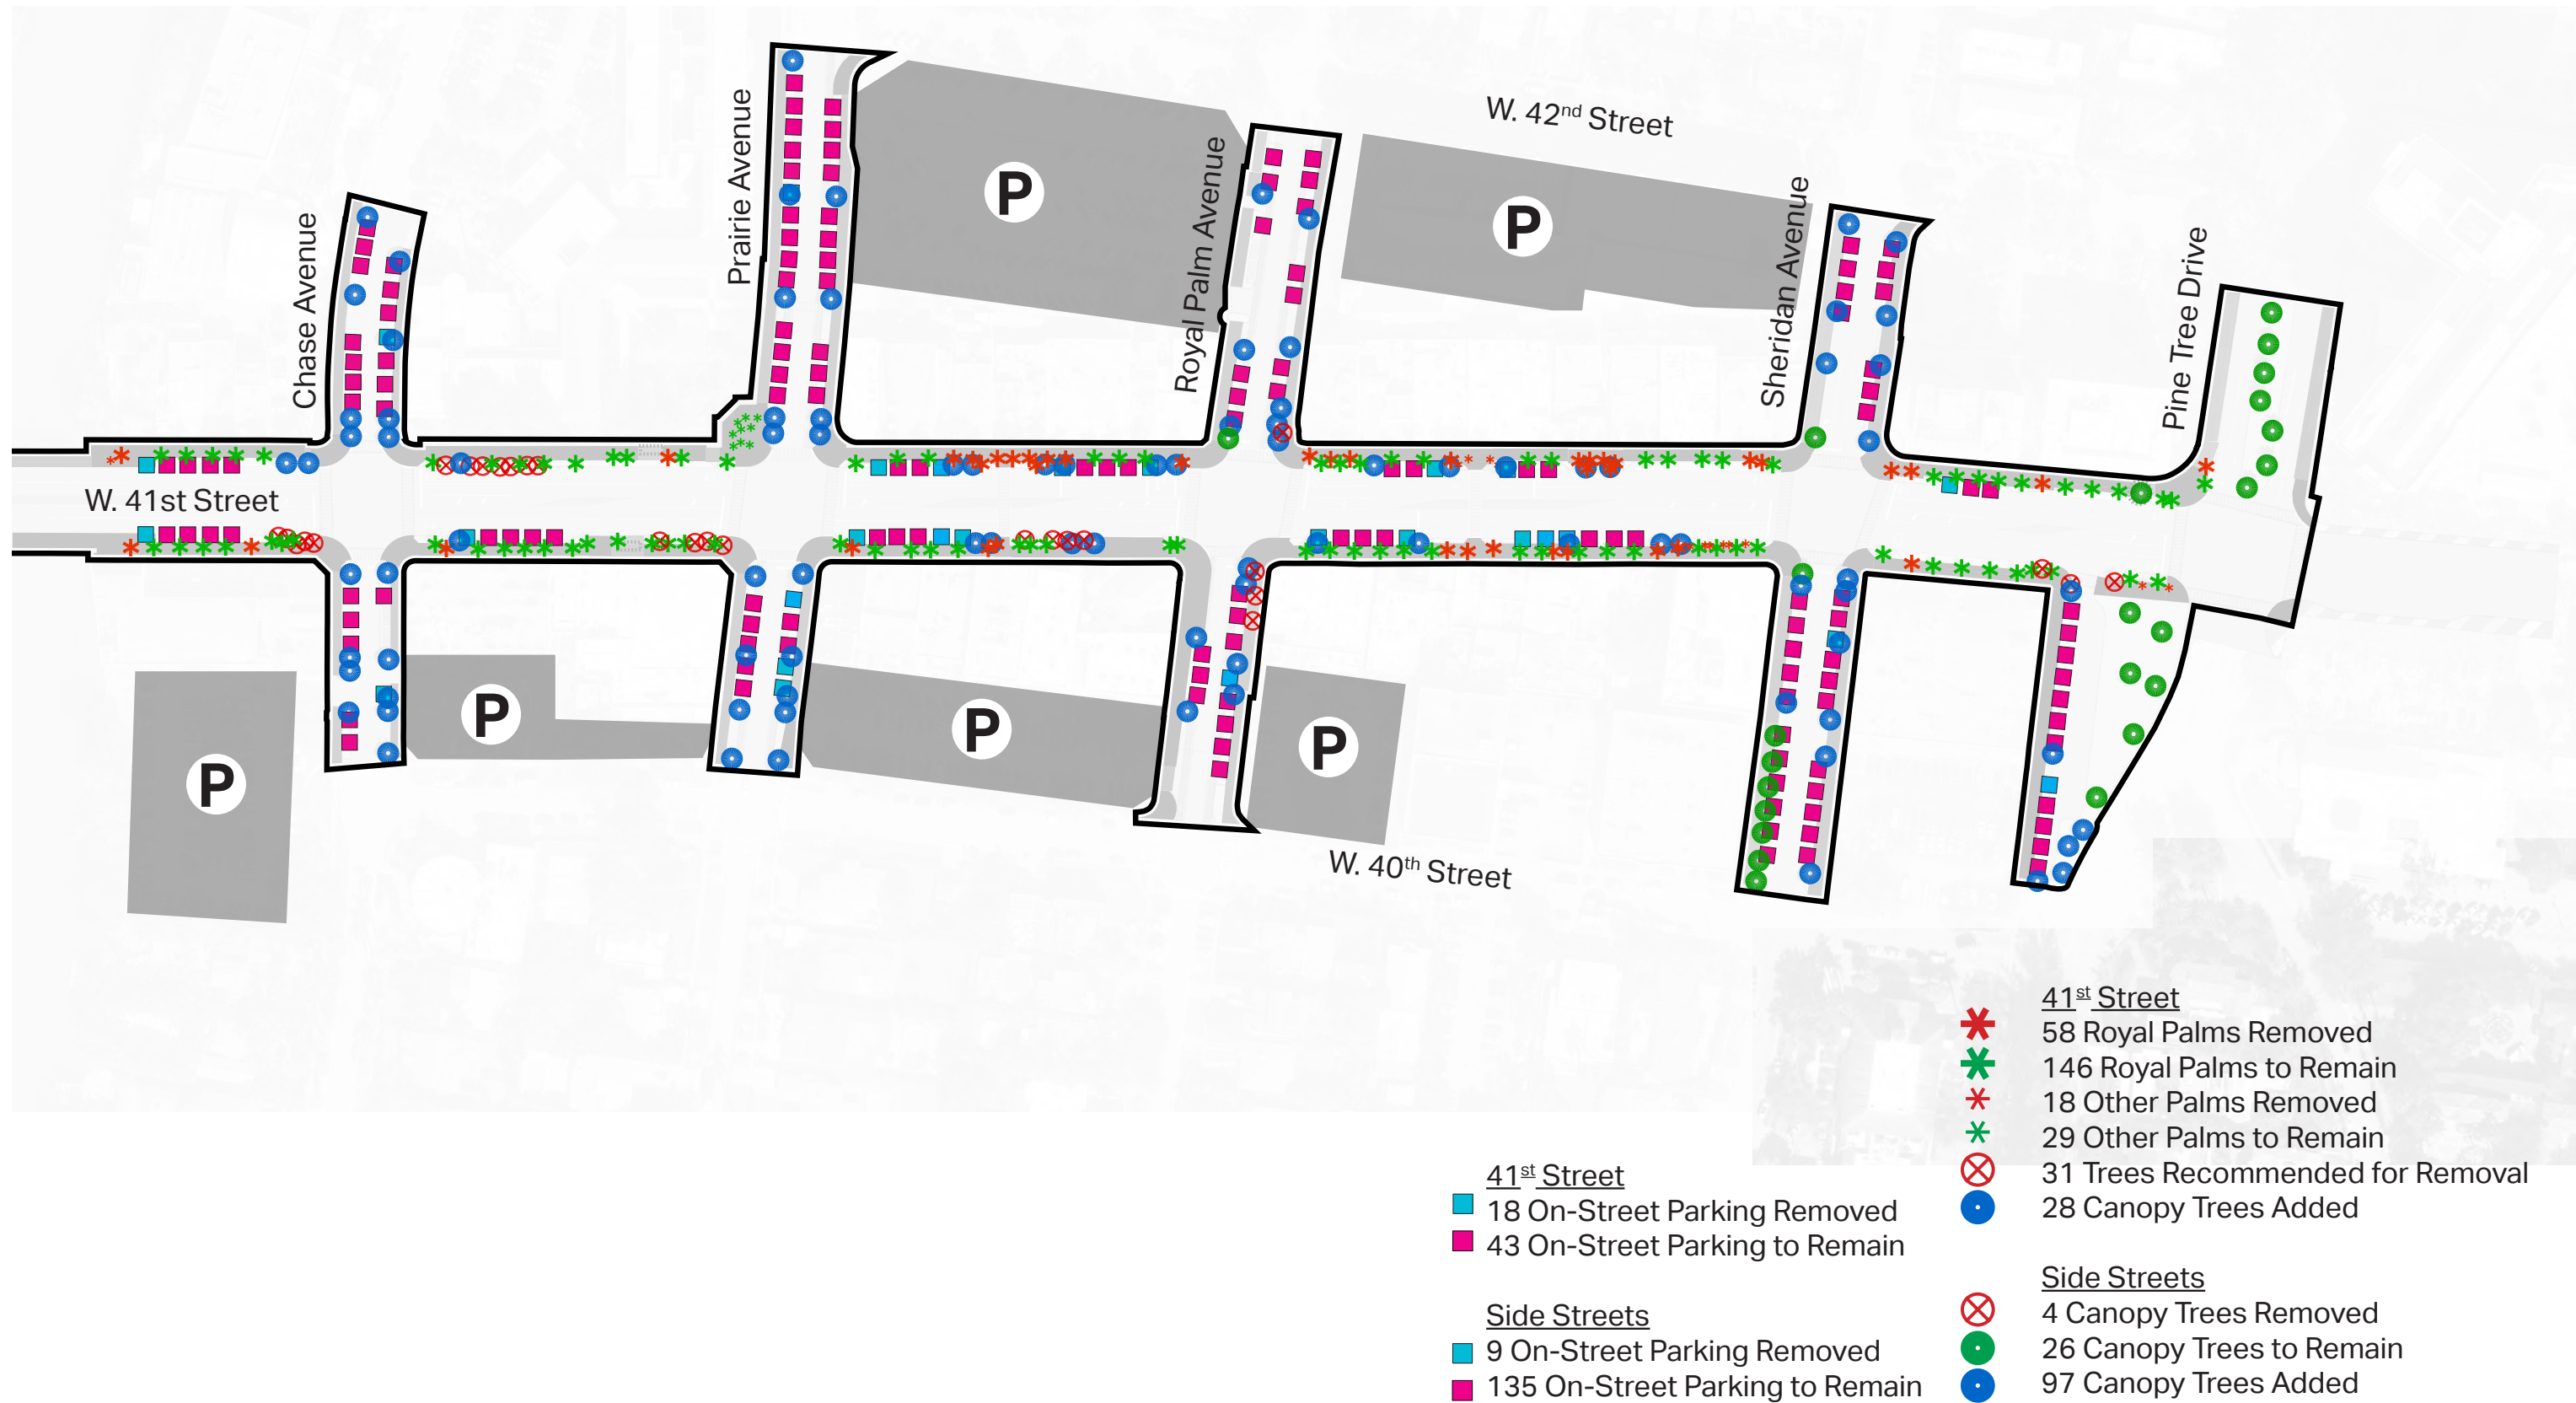 W. 42nd Street
Prairie Avenue
Royal Palm Avenue
Sheridan Avenue
Chase Avenue
Pine Tree Drive
P
P
W. 41st Street
P
P
P
P
W. 40th Street
41st Street
18 On-Street Parking Removed
43 On-Street Parking to Remain
Side Streets
9 On-Street Parking Removed
135 On-Street Parking to Remain
41st Street
58 Royal Palms Removed
146 Royal Palms to Remain
18 Other Palms Removed
29 Other Palms to Remain
31 Trees Recommended for Removal
28 Canopy Trees Added
Side Streets
4 Canopy Trees Removed
26 Canopy Trees to Remain
97 Canopy Trees Added